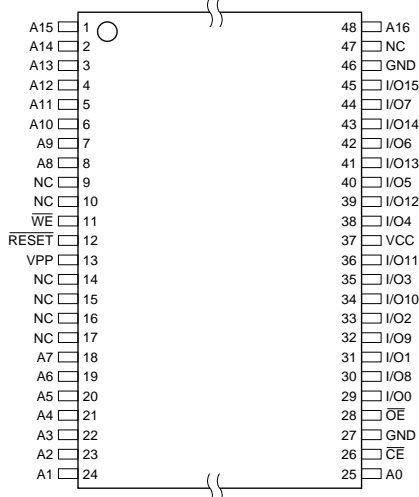 A15 1 48 A16
A14 2 47 NC
A13 3 46 GND
A12 4 45 I/O15
A11 5 44 I/O7
A10 6 43 I/O14
A9 7 42 I/O6
A8 8 41 I/O13
NC 9 40 I/O5
NC 10 39 I/O12
WE 11 38 I/O4
RESET 12 37 VCC
VPP 13 36 I/O11
NC 14 35 I/O3
NC 15 34 I/O10
NC 16 33 I/O2
NC 17 32 I/O9
A7 18 31 I/O1
A6 19 30 I/O8
A5 20 29 I/O0
A4 21 28 OE
A3 22 27 GND
A2 23 26 CE
A1 24 25 A0